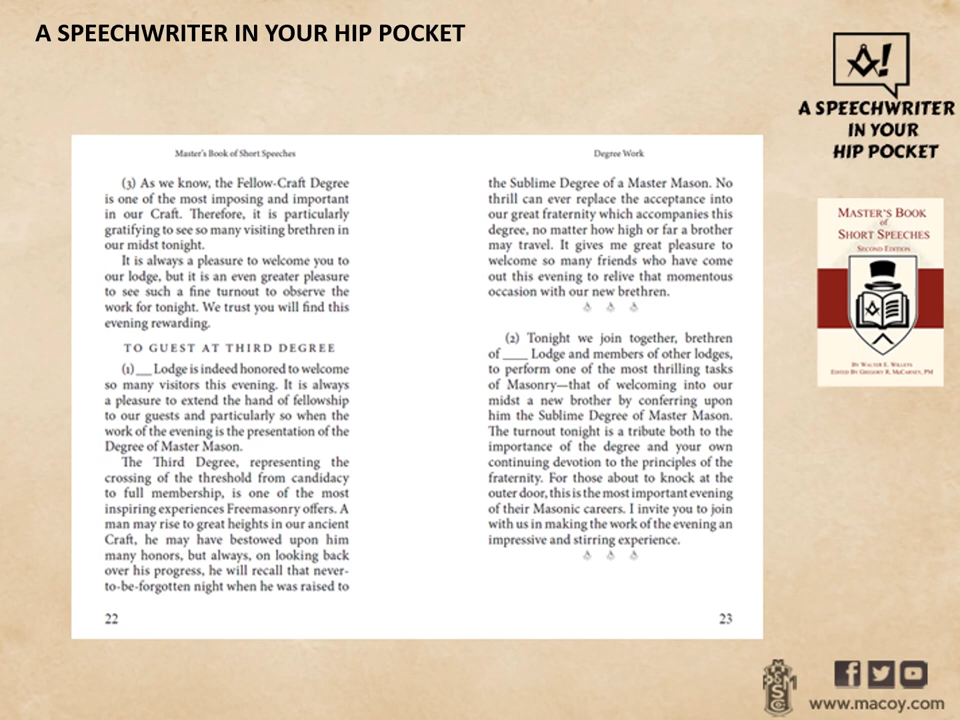 A SPEECHWRITER IN YOUR HIP POCKET
A SPEECHWRITER
IN YOUR
HIP POCKET
Master's Book of Short Speeches
(3) As we know, the Fellow-Craft Degree
is one of the most imposing and important
in our Craft. Therefore, it is particularly
gratifying to see so many visiting brethren in
our midst tonight.
It is always a pleasure to welcome you to
our lodge, but it is an even greater pleasure
to see such a fine turnout to observe the
work for tonight. We trust you will find this
evening rewarding.
TO GUEST AT THIRD DEGREE
(1)___ Lodge is indeed honored to welcome
so many visitors this evening. It is always
a pleasure to extend the hand of fellowship
to our guests and particularly so when the
work of the evening is the presentation of the
Degree of Master Mason.
The Third Degree, representing the
crossing of the threshold from candidacy
to full membership, is one of the most
inspiring experiences Freemasonry offers. A
man may rise to great heights in our ancient
Craft, he may have bestowed upon him
many honors, but always, on looking back
over his progress, he will recall that never-
to-be-forgotten night when he was raised to
22
Degree Work
the Sublime Degree of a Master Mason. No
thrill can ever replace the acceptance into
our great fraternity which accompanies this
degree, no matter how high or far a brother
may travel. It gives me great pleasure to
welcome so many friends who have come
out this evening to relive that momentous
occasion with our new brethren.
(2) Tonight we join together, brethren
of ____ Lodge and members of other lodges,
to perform one of the most thrilling tasks
of Masonry—that of welcoming into our
midst a new brother by conferring upon
him the Sublime Degree of Master Mason.
The turnout tonight is a tribute both to the
importance of the degree and your own
continuing devotion to the principles of the
fraternity. For those about to knock at the
outer door, this is the most important evening
of their Masonic careers. I invite you to join
with us in making the work of the evening an
impressive and stirring experience.
23
MASTER'S BOOK
of
SHORT SPEECHES
SECOND EDITION
BY WALTER E. WILLETS
EDITED BY GREGORY R. MCCARNEY, PM
www.macoy.com